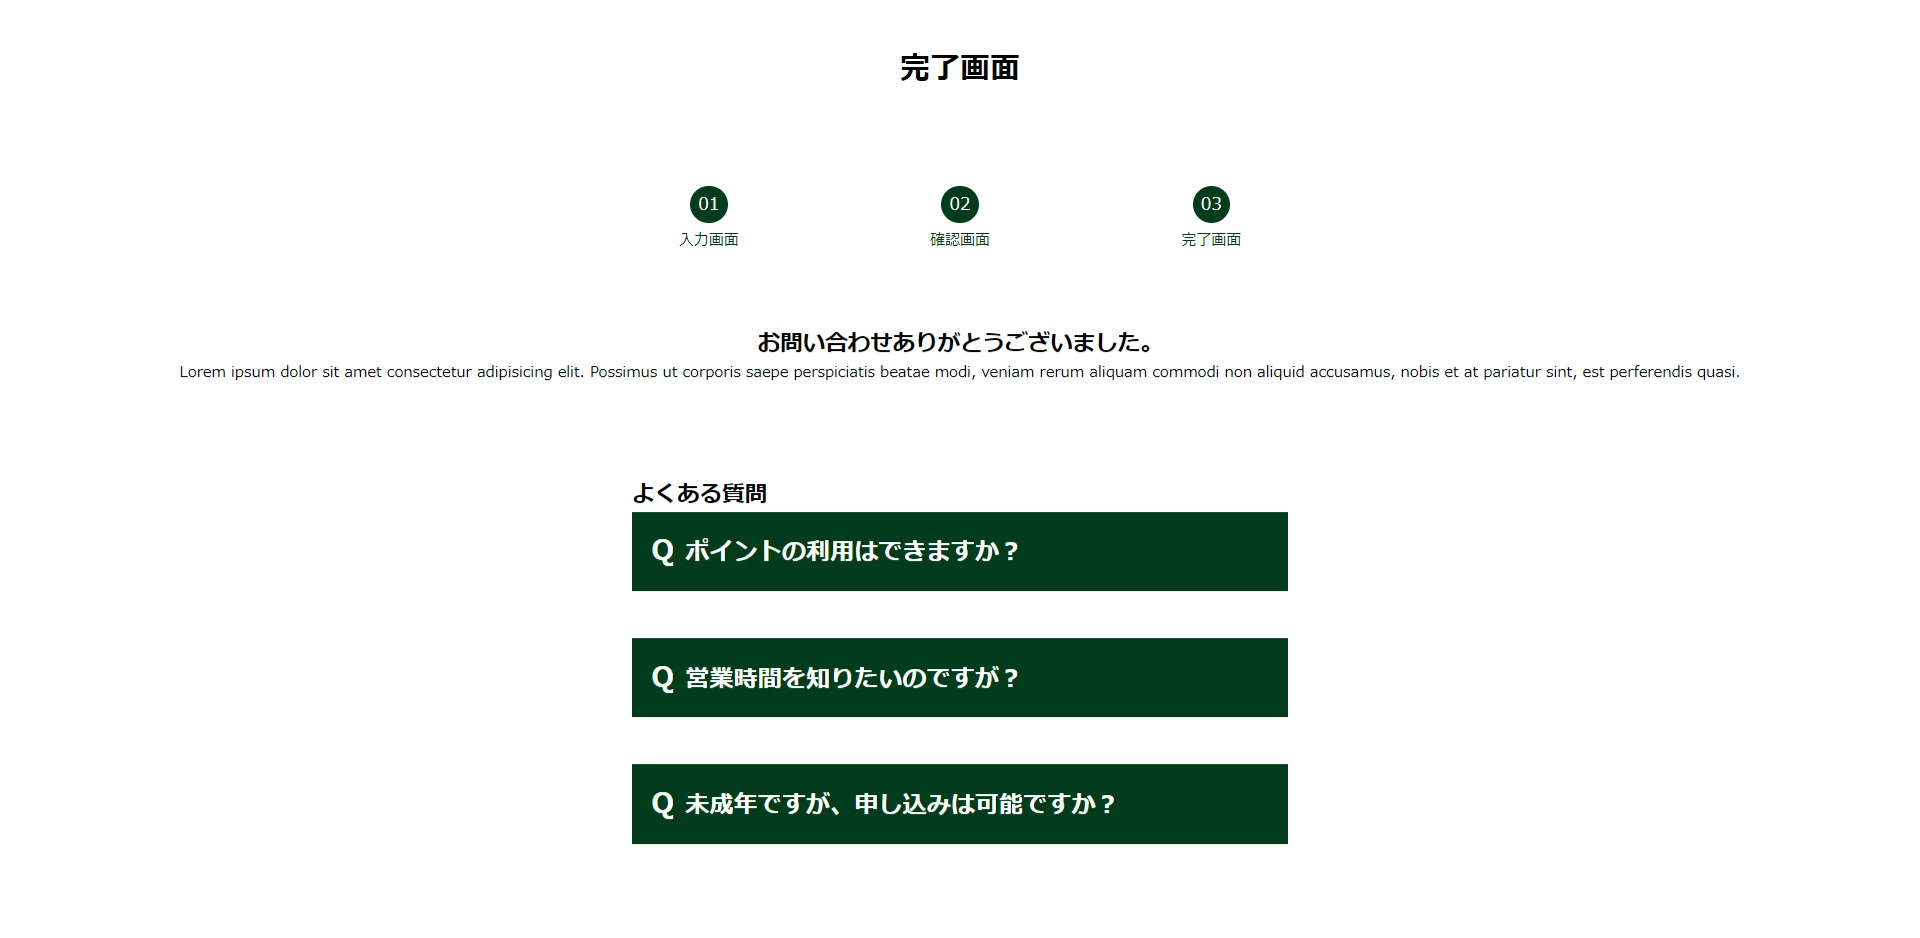 完了画面
01
02
03
入力画面
確認画面
完了画面
お問い合わせありがとうございました。
Lorem ipsum dolor sit amet consectetur adipisicing elit. Possimus ut corporis saepe perspiciatis beatae modi, veniam rerum aliquam commodi non aliquid accusamus, nobis et at pariatur sint, est perferendis quasi.
よくある質問
Q ポイントの利用はできますか？
Q 営業時間を知りたいのですが？
Q 未成年ですが、申し込みは可能ですか？